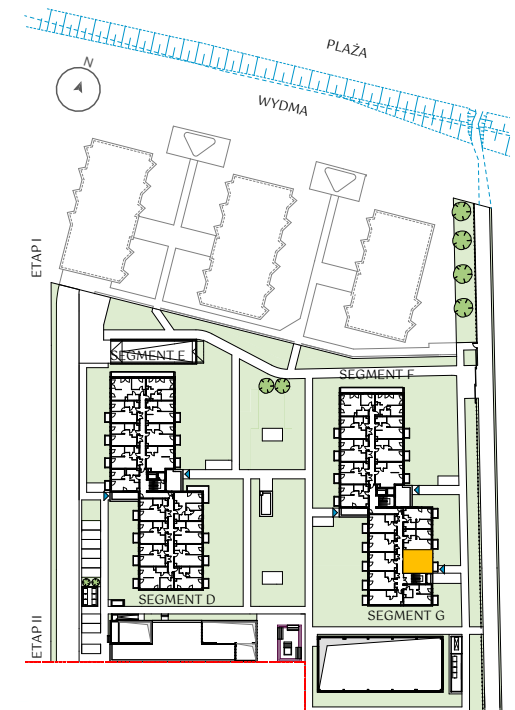 PLAŻA
N
WYDMA
ETAP I
SEGMENT E
SEGMENT F
SEGMENT D
SEGMENT G
ETAP II